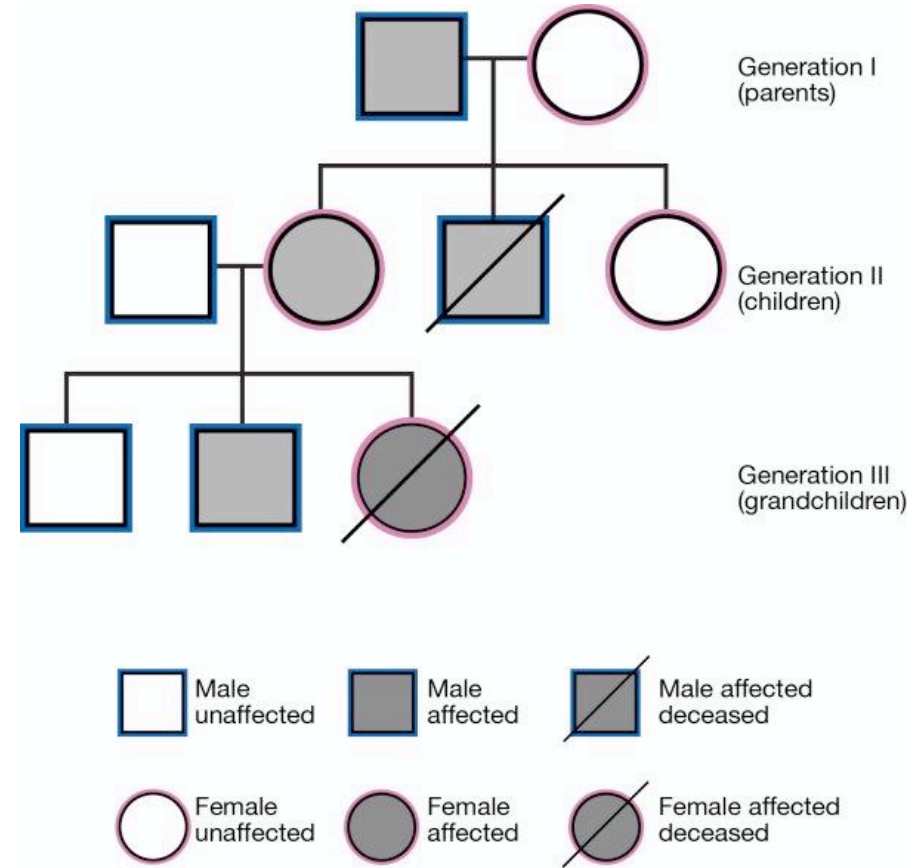 Generation I
(parents)
Generation II
(children)
Generation III
(grandchildren)
Male
unaffected
Male
affected
Male affected
deceased
Female
unaffected
Female
affected
Female affected
deceased